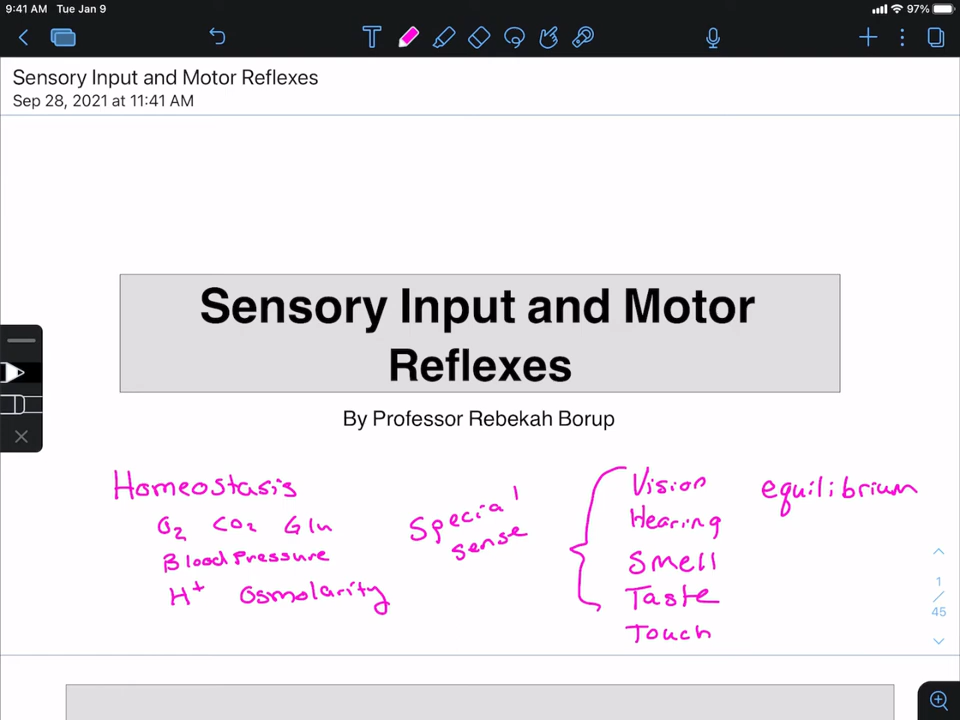 9:41 AM Tue Jan 9
97%
Sensory Input and Motor Reflexes
Sep 28, 2021 at 11:41 AM
Sensory Input and Motor
Reflexes
By Professor Rebekah Borup
Homeostasis
O2 CO2 Gln
Blood Pressure
H+ Osmolarity
Special
sense
Vision
Hearing
Smell
Taste
Touch
equilibrium
1
/
45